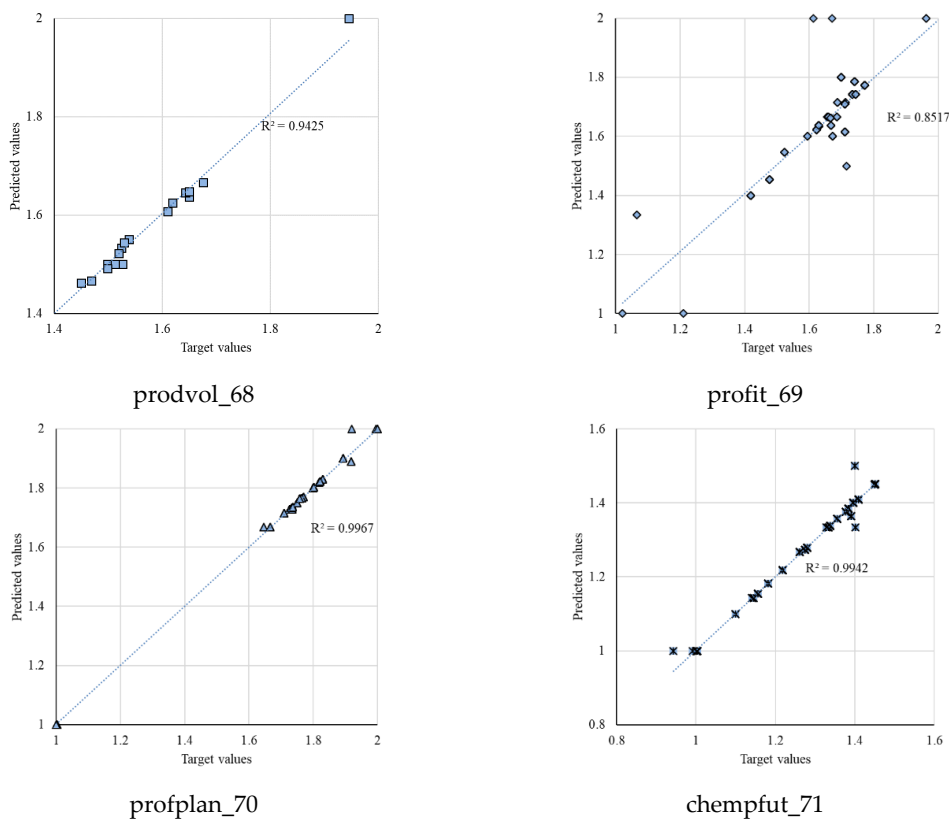 2
1.8
1.6
1.4
1.4
1.6
1.8
2
Predicted values
Target values
R² = 0.9425
prodvol_68
2
1.8
1.6
1.4
1.2
1
1
1.2
1.4
1.6
1.8
2
Predicted values
Target values
R² = 0.8517
profit_69
2
1.8
1.6
1.4
1.2
1
1
1.2
1.4
1.6
1.8
2
Predicted values
Target values
R² = 0.9967
profplan_70
1.6
1.4
1.2
1
0.8
0.8
1
1.2
1.4
1.6
Predicted values
Target values
R² = 0.9942
chempfut_71